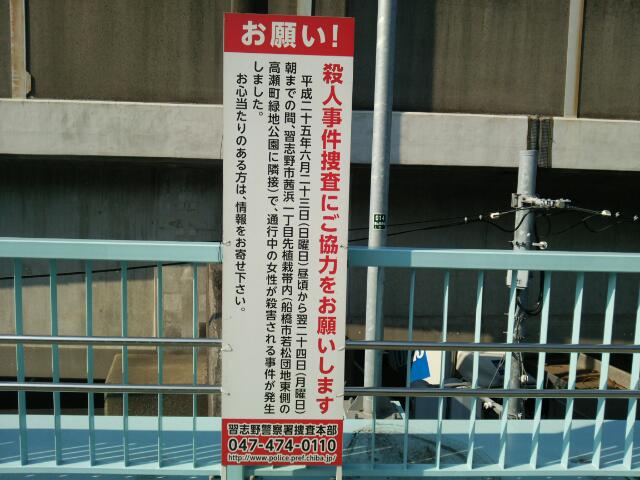 お願い!
殺人事件捜査にご協力をお願いします
平成二十五年六月二十三日(日曜日)昼頃から翌二十四日(月曜日)
朝までの間、習志野市茜浜一丁目先植栽帯内(船橋市若松団地東側の
高瀬町緑地公園に隣接)で、通行中の女性が殺害される事件が発生
しました。
お心当たりのある方は、情報をお寄せ下さい。
習志野警察署捜査本部
047-474-0110
http://www.police.pref.chiba.jp/